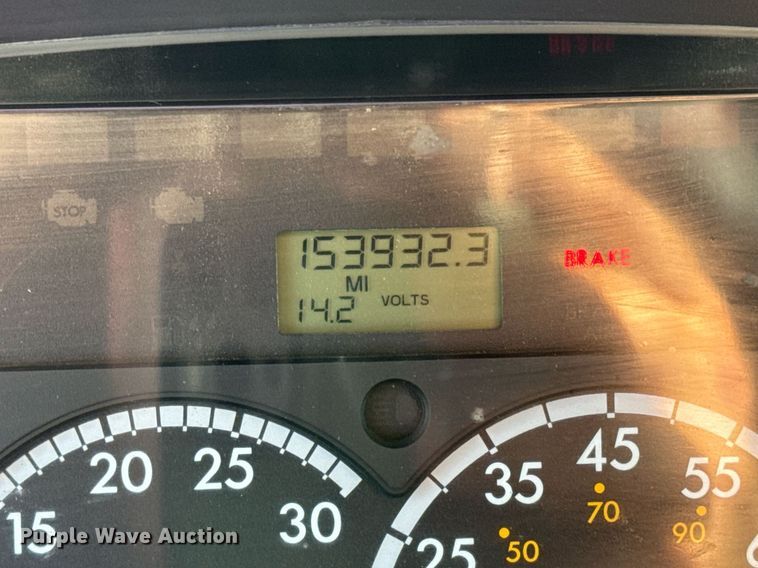 BRAKE
STOP
153932.3
BRAKE
MI
14.2 VOLTS
20 25
15 30
45
35 55
25
70
50 90
Purple Wave Auction